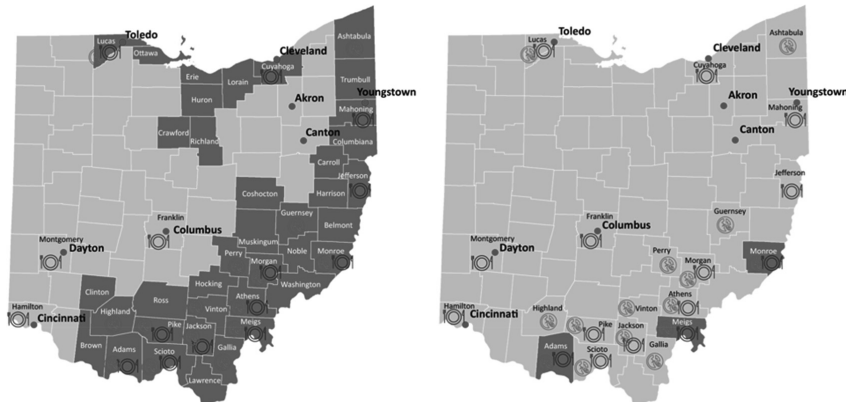 Toledo
Lucas
Ottawa
Ashtabula
Cleveland
Cuyahoga
Erie
Lorain
Trumbull
Huron
Youngstown
Akron
Mahoning
Crawford
Richland
Canton
Columbiana
Carroll
Jefferson
Coshocton
Harrison
Guernsey
Franklin
Columbus
Belmont
Muskingum
Montgomery
Dayton
Noble
Monroe
Perry
Morgan
Washington
Hocking
Clinton
Ross
Athens
Hamilton
Highland
Vinton
Cincinnati
Pike
Jackson
Meigs
Brown
Adams
Scioto
Gallia
Lawrence
Toledo
Lucas
Ashtabula
Cleveland
Cuyahoga
Youngstown
Akron
Mahoning
Canton
Jefferson
Guernsey
Franklin
Columbus
Montgomery
Dayton
Perry
Morgan
Monroe
Athens
Hamilton
Highland
Vinton
Cincinnati
Pike
Jackson
Meigs
Adams
Scioto
Gallia